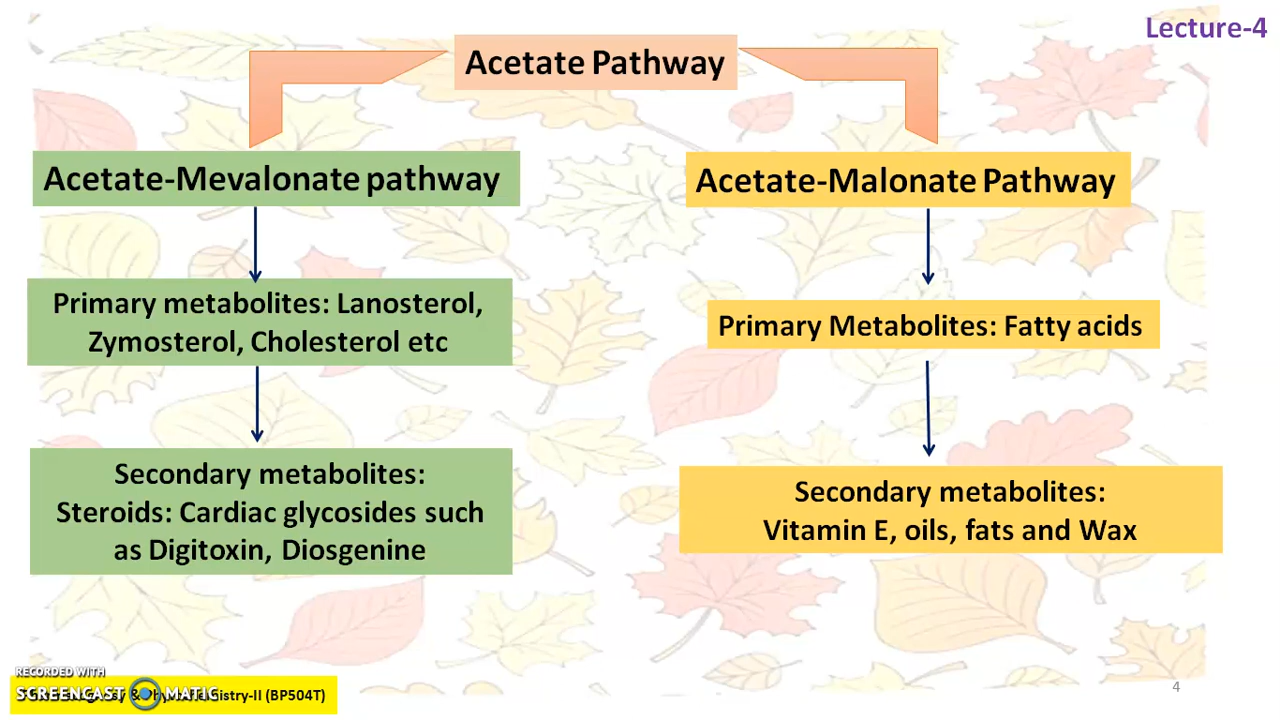 Lecture-4
Acetate Pathway
Acetate-Mevalonate pathway
Acetate-Malonate Pathway
Primary metabolites: Lanosterol,
Zymosterol, Cholesterol etc
Primary Metabolites: Fatty acids
Secondary metabolites:
Steroids: Cardiac glycosides such
as Digitoxin, Diosgenine
Secondary metabolites:
Vitamin E, oils, fats and Wax
RECORDED WITH
SCREENCAST MATIC
(BP504T)
4